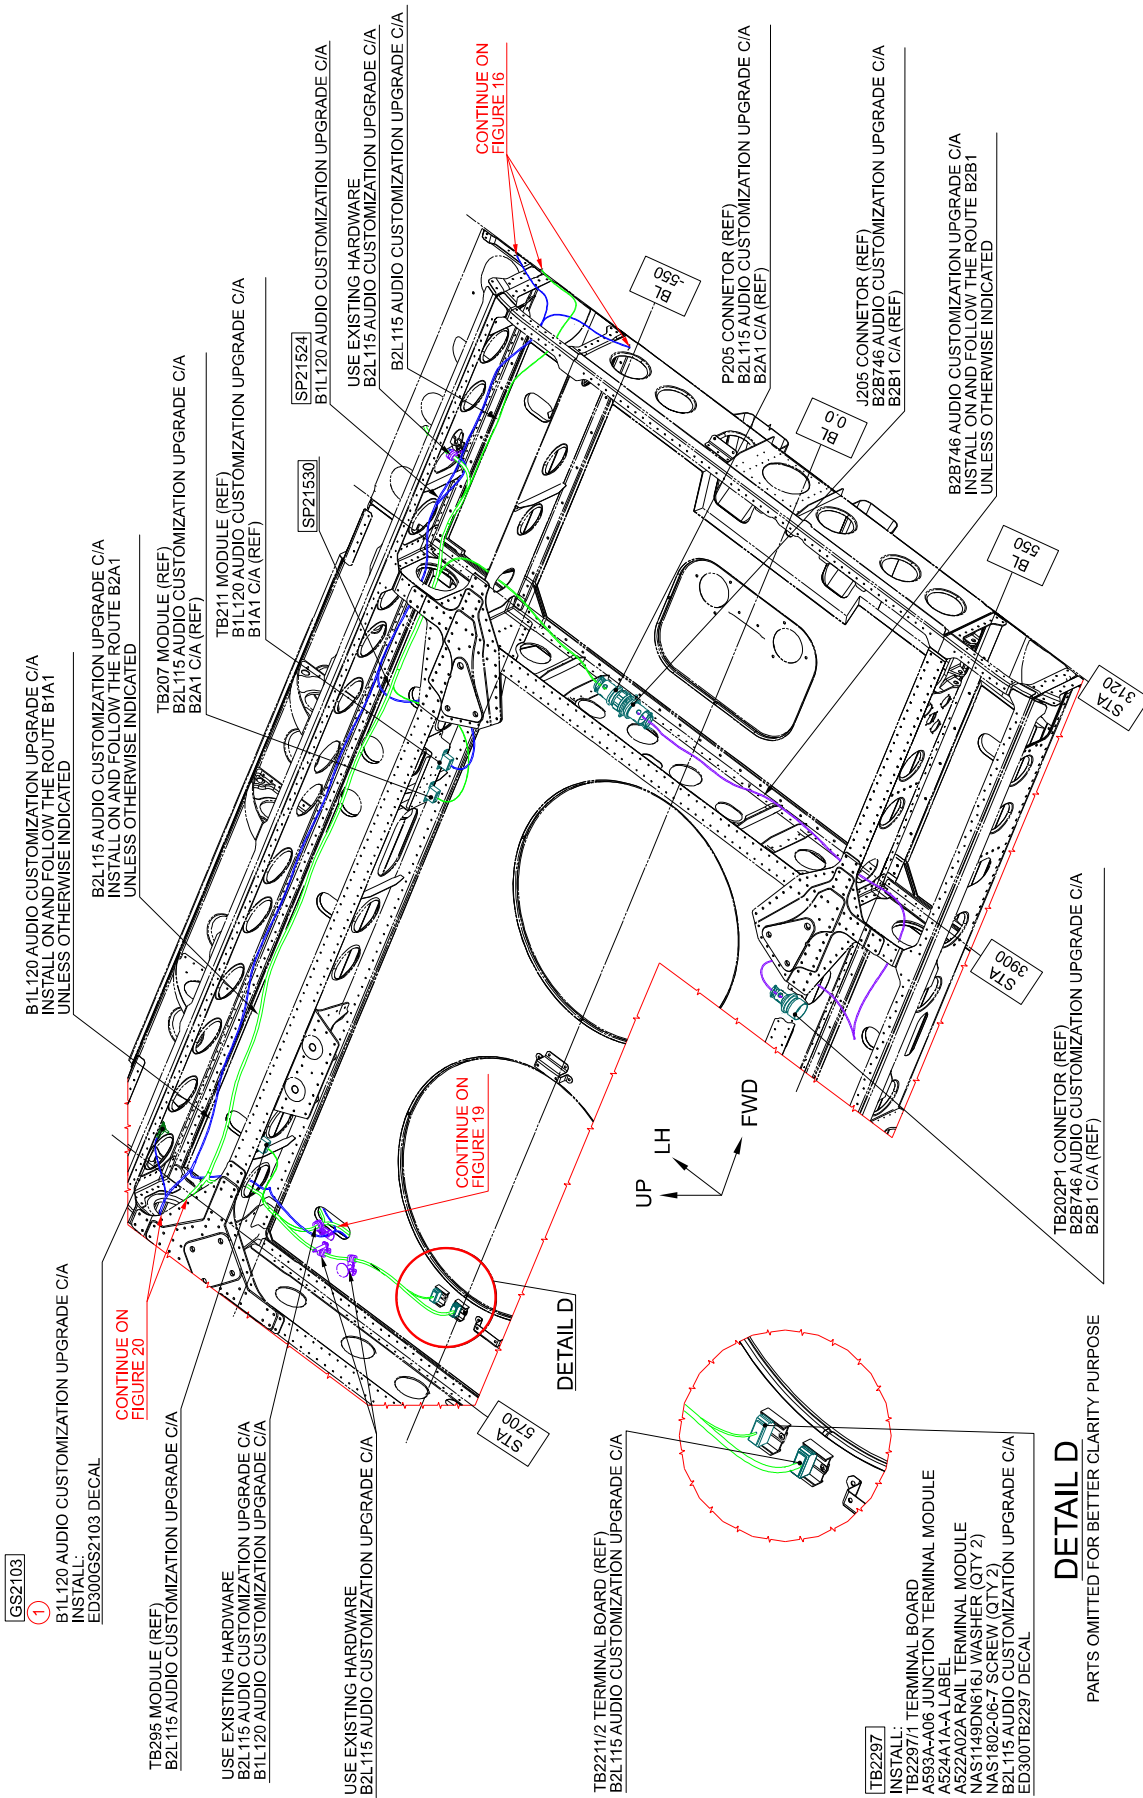 GS2103
1
B1L120 AUDIO CUSTOMIZATION UPGRADE C/A
INSTALL:
ED300GS2103 DECAL
CONTINUE ON
FIGURE 20
TB295 MODULE (REF)
B2L115 AUDIO CUSTOMIZATION UPGRADE C/A
USE EXISTING HARDWARE
B2L115 AUDIO CUSTOMIZATION UPGRADE C/A
B1L120 AUDIO CUSTOMIZATION UPGRADE C/A
USE EXISTING HARDWARE
B2L115 AUDIO CUSTOMIZATION UPGRADE C/A
B1L120 AUDIO CUSTOMIZATION UPGRADE C/A
INSTALL ON AND FOLLOW THE ROUTE B1A1
UNLESS OTHERWISE INDICATED
B2L115 AUDIO CUSTOMIZATION UPGRADE C/A
INSTALL ON AND FOLLOW THE ROUTE B2A1
UNLESS OTHERWISE INDICATED
TB207 MODULE (REF)
B2L115 AUDIO CUSTOMIZATION UPGRADE C/A
B2A1 C/A (REF)
TB211 MODULE (REF)
B1L120 AUDIO CUSTOMIZATION UPGRADE C/A
B1A1 C/A (REF)
SP21530
SP21524
B1L120 AUDIO CUSTOMIZATION UPGRADE C/A
USE EXISTING HARDWARE
B2L115 AUDIO CUSTOMIZATION UPGRADE C/A
B2L115 AUDIO CUSTOMIZATION UPGRADE C/A
CONTINUE ON
FIGURE 16
BL
-550
P205 CONNETOR (REF)
B2L115 AUDIO CUSTOMIZATION UPGRADE C/A
B2A1 C/A (REF)
BL
0.0
J205 CONNETOR (REF)
B2B746 AUDIO CUSTOMIZATION UPGRADE C/A
B2B1 C/A (REF)
B2B746 AUDIO CUSTOMIZATION UPGRADE C/A
INSTALL ON AND FOLLOW THE ROUTE B2B1
UNLESS OTHERWISE INDICATED
BL
550
STA
3120
STA
3900
TB202P1 CONNETOR (REF)
B2B746 AUDIO CUSTOMIZATION UPGRADE C/A
B2B1 C/A (REF)
CONTINUE ON
FIGURE 19
UP
LH
FWD
STA
5700
DETAIL D
TB2211/2 TERMINAL BOARD (REF)
B2L115 AUDIO CUSTOMIZATION UPGRADE C/A
TB2297
INSTALL:
TB2297/1 TERMINAL BOARD
A593A-A06 JUNCTION TERMINAL MODULE
A524A1-A LABEL
A522A02A RAIL TERMINAL MODULE
NAS1149DN616J WASHER (QTY 2)
NAS1802-06-7 SCREW (QTY 2)
B2L115 AUDIO CUSTOMIZATION UPGRADE C/A
ED300TB2297 DECAL
DETAIL D
PARTS OMITTED FOR BETTER CLARITY PURPOSE